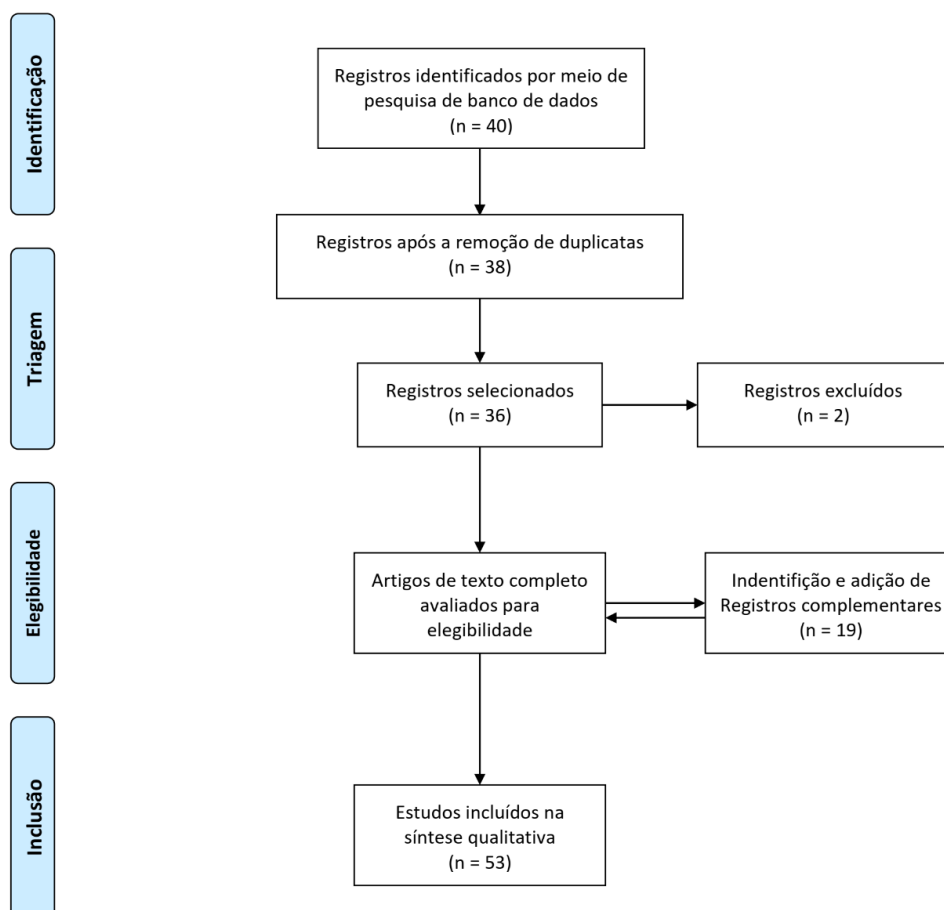 Identificação
Registros identificados por meio de
pesquisa de banco de dados
(n = 40)
Registros após a remoção de duplicatas
(n = 38)
Triagem
Registros selecionados
(n = 36)
Registros excluídos
(n = 2)
Elegibilidade
Artigos de texto completo
avaliados para
elegibilidade
Indentifição e adição de
Registros complementares
(n = 19)
Inclusão
Estudos incluídos na
síntese qualitativa
(n = 53)